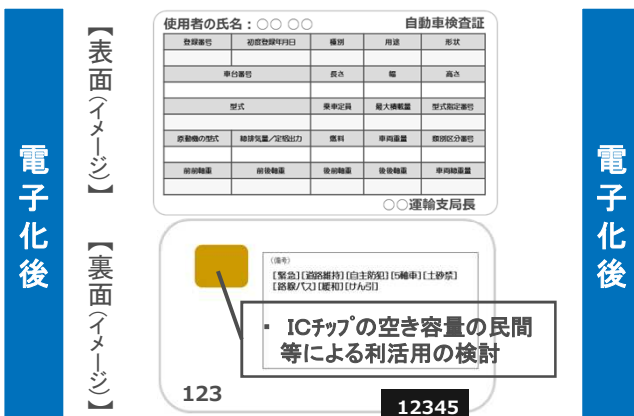 電子化後
【表面(イメージ)】
使用者の氏名:○○ ○○
自動車検査証
登録番号 初度登録年月日 種別 用途 形状
車台番号 長さ 幅 高さ
型式 乗車定員 最大積載量 型式指定番号
原動機の型式 総排気量/定格出力 燃料 車両重量 類別区分番号
前前軸重 前後軸重 後前軸重 後後軸重 車両総重量
○○運輸支局長
【裏面(イメージ)】
(備考)
[緊急][道路維持][自主防犯][5輪車][土砂禁]
[路線バス][緩和][けん引]
・ ICチップの空き容量の民間
等による利活用の検討
123
12345
電子化後